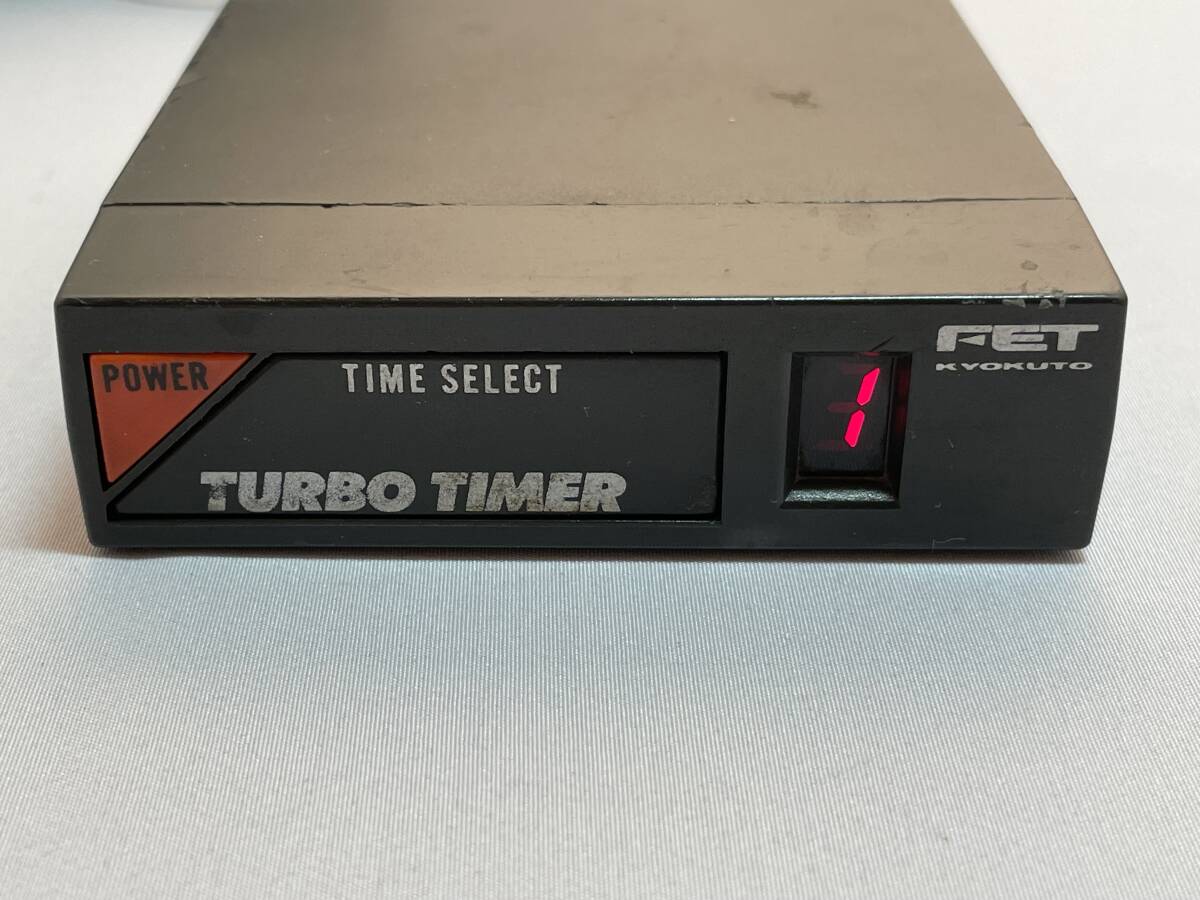 POWER
TIME SELECT
TURBO TIMER
1
FET
KYOKUTO